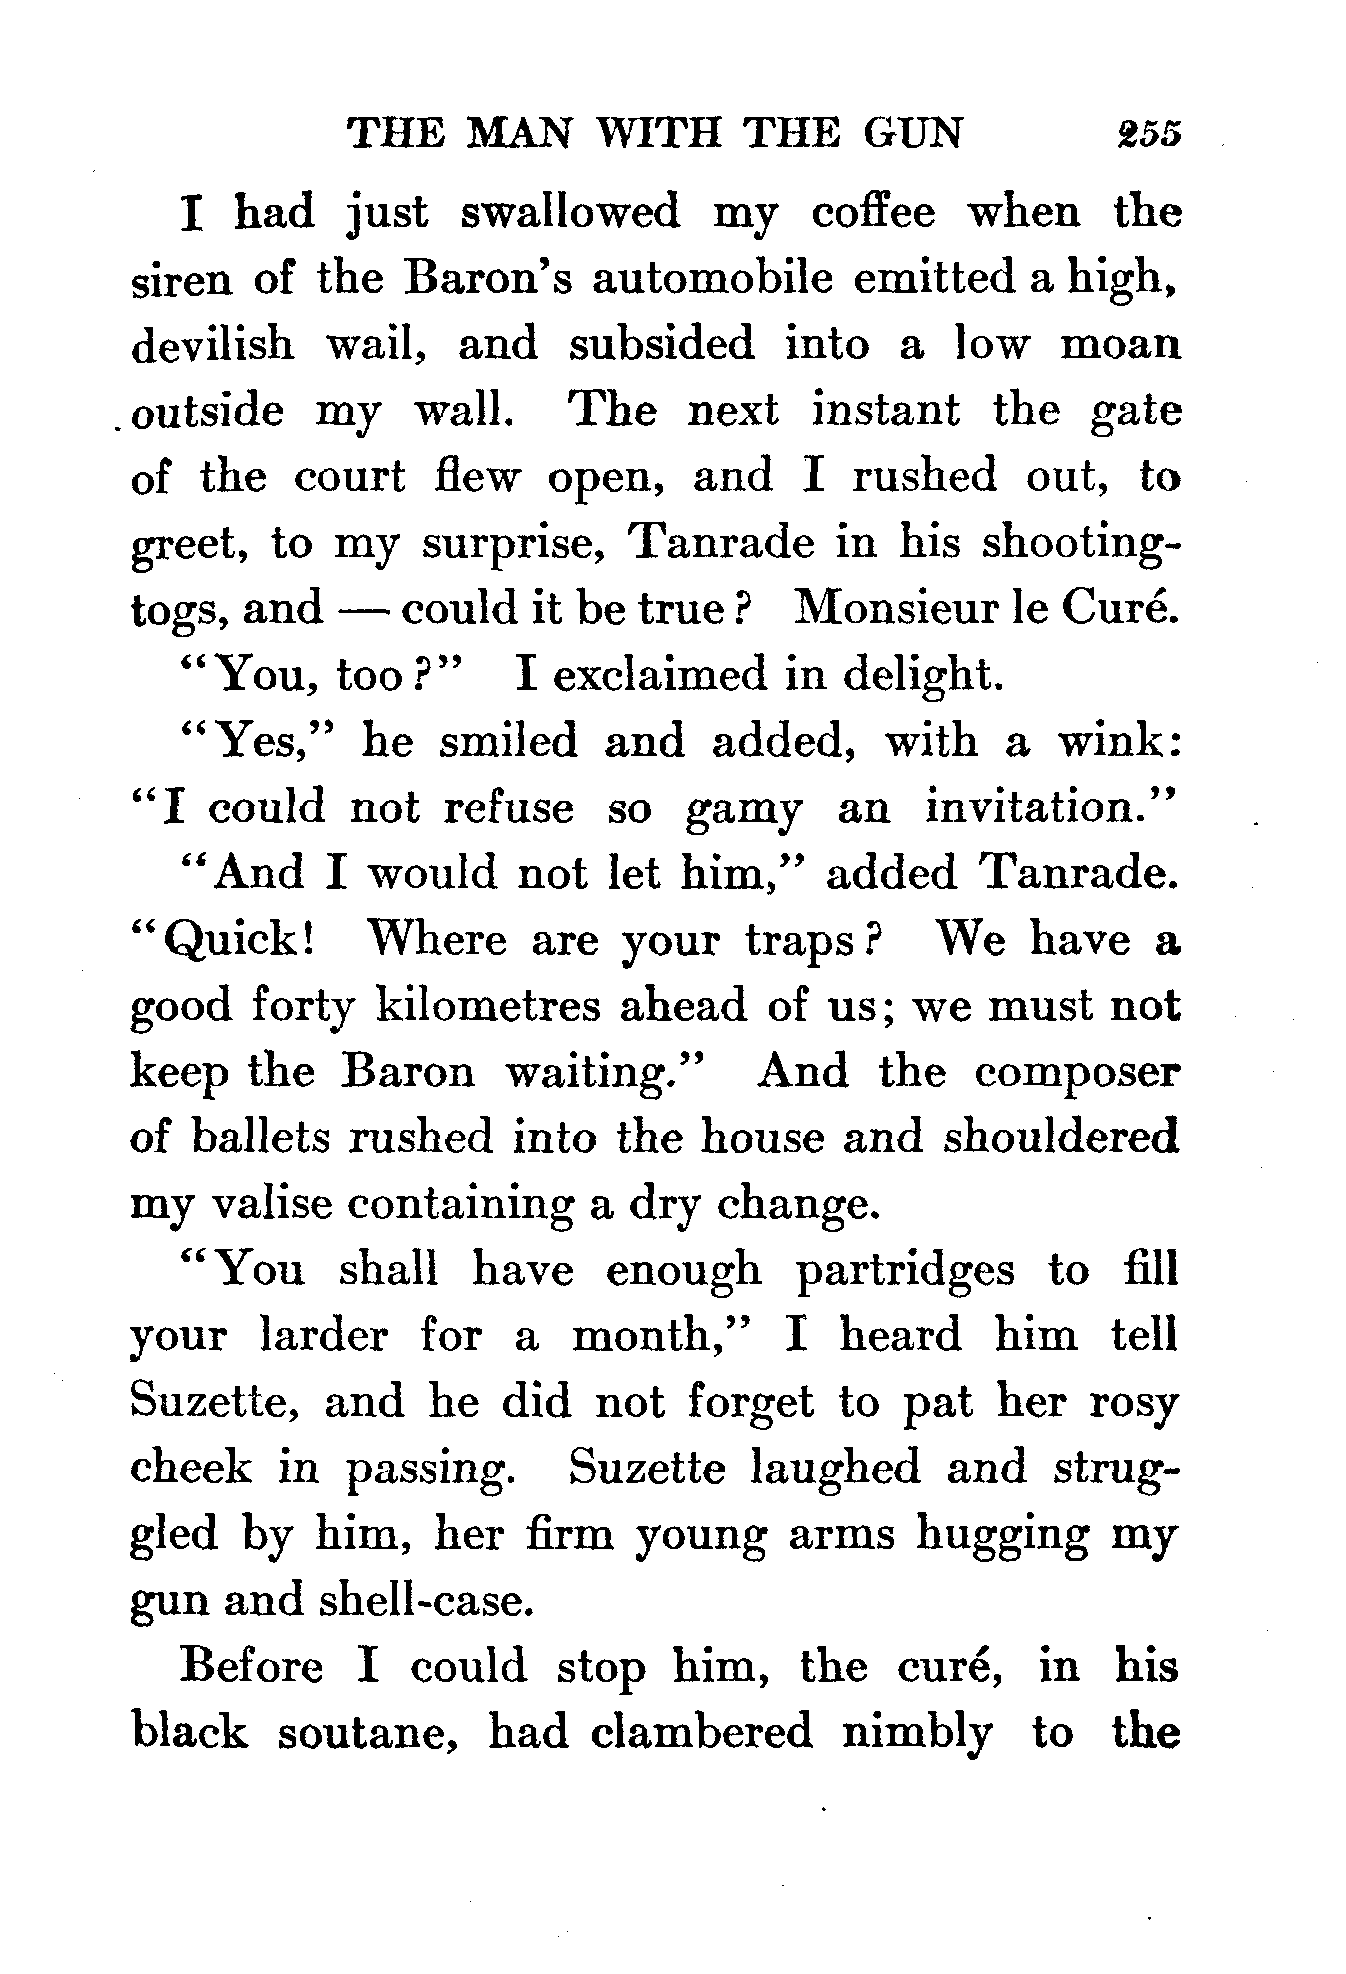 THE MAN WITH THE GUN 255
I had just swallowed my coffee when the
siren of the Baron's automobile emitted a high,
devilish wail, and subsided into a low moan
outside my wall. The next instant the gate
of the court flew open, and I rushed out, to
greet, to my surprise, Tanrade in his shooting-
togs, and — could it be true? Monsieur le Curé.
"You, too?" I exclaimed in delight.
"Yes," he smiled and added, with a wink:
"I could not refuse so gamy an invitation."
"And I would not let him," added Tanrade.
"Quick! Where are your traps? We have a
good forty kilometres ahead of us; we must not
keep the Baron waiting." And the composer
of ballets rushed into the house and shouldered
my valise containing a dry change.
"You shall have enough partridges to fill
your larder for a month," I heard him tell
Suzette, and he did not forget to pat her rosy
cheek in passing. Suzette laughed and strug-
gled by him, her firm young arms hugging my
gun and shell-case.
Before I could stop him, the curé, in his
black soutane, had clambered nimbly to the